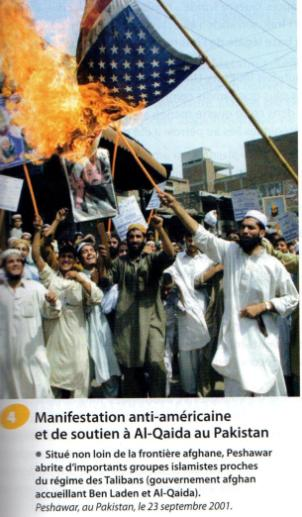 4 Manifestation anti-américaine
et de soutien à Al-Qaida au Pakistan
● Situé non loin de la frontière afghane, Peshawar
abrite d'importants groupes islamistes proches
du régime des Talibans (gouvernement afghan
accueillant Ben Laden et Al-Qaida).
Peshawar, au Pakistan, le 23 septembre 2001.